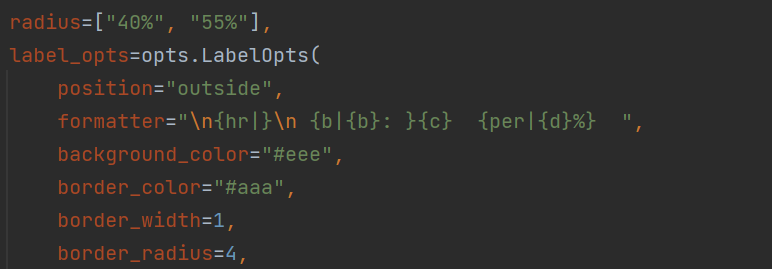 radius=["40%", "55%"],
label_opts=opts.LabelOpts(
    position="outside",
    formatter="\n{hr|}\n {b|{b}: }{c}  {per|{d}%}  ",
    background_color="#eee",
    border_color="#aaa",
    border_width=1,
    border_radius=4,